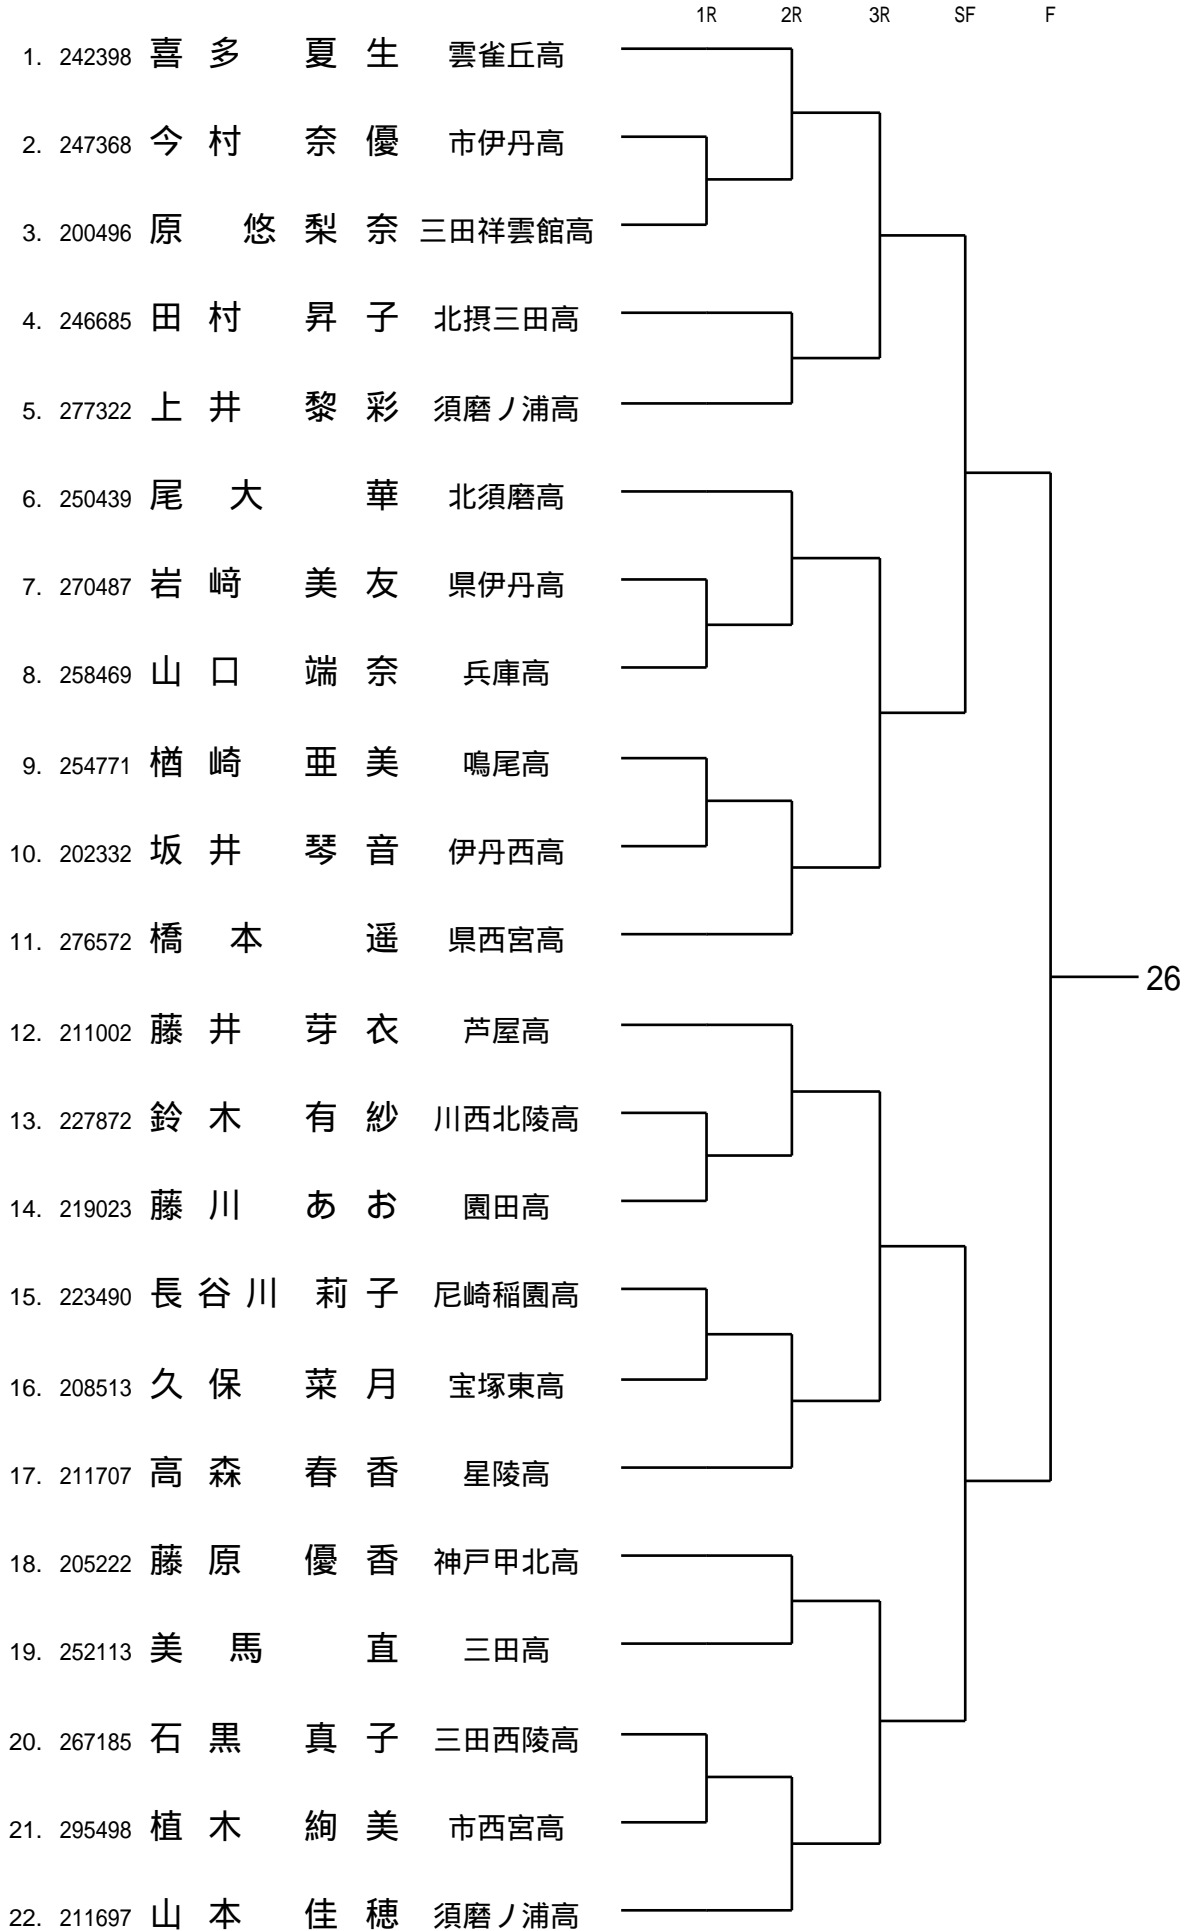 1R 2R 3R SF F
1. 242398 喜多 夏生 雲雀丘高
2. 247368 今村 奈優 市伊丹高
3. 200496 原 悠梨奈 三田祥雲館高
4. 246685 田村 昇子 北摂三田高
5. 277322 上井 黎彩 須磨ノ浦高
6. 250439 尾大 華 北須磨高
7. 270487 岩﨑 美友 県伊丹高
8. 258469 山口 端奈 兵庫高
9. 254771 楢崎 亜美 鳴尾高
10. 202332 坂井 琴音 伊丹西高
11. 276572 橋本 遥 県西宮高
26
12. 211002 藤井 芽衣 芦屋高
13. 227872 鈴木 有紗 川西北陵高
14. 219023 藤川 あお 園田高
15. 223490 長谷川 莉子 尼崎稲園高
16. 208513 久保 菜月 宝塚東高
17. 211707 高森 春香 星陵高
18. 205222 藤原 優香 神戸甲北高
19. 252113 美馬 直 三田高
20. 267185 石黒 真子 三田西陵高
21. 295498 植木 絢美 市西宮高
22. 211697 山本 佳穂 須磨ノ浦高